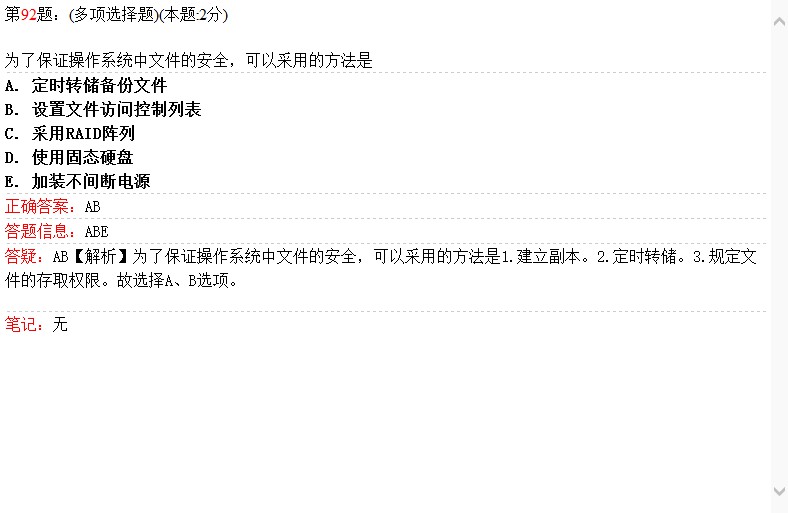 第92题：(多项选择题)(本题:2分)
为了保证操作系统中文件的安全，可以采用的方法是
A. 定时转储备份文件
B. 设置文件访问控制列表
C. 采用RAID阵列
D. 使用固态硬盘
E. 加装不间断电源
正确答案：AB
答题信息：ABE
答疑：AB【解析】为了保证操作系统中文件的安全，可以采用的方法是1.建立副本。2.定时转储。3.规定文
件的存取权限。故选择A、B选项。
笔记：无